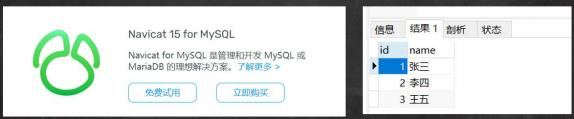 Navicat 15 for MySQL
Navicat for MySQL 是管理和开发 MySQL 或
MariaDB 的理想解决方案。了解更多 >
免费试用 立即购买
信息 结果 1 剖析 状态
id name
1 张三
2 李四
3 王五